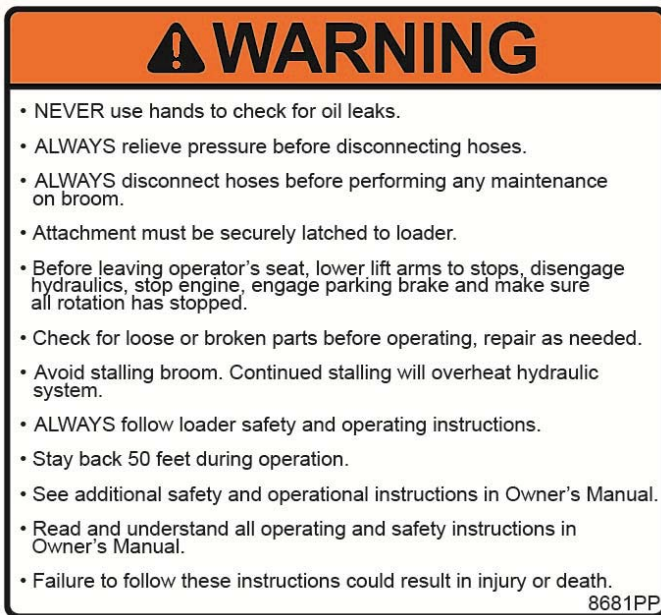 WARNING
• NEVER use hands to check for oil leaks.
• ALWAYS relieve pressure before disconnecting hoses.
• ALWAYS disconnect hoses before performing any maintenance
on broom.
• Attachment must be securely latched to loader.
• Before leaving operator's seat, lower lift arms to stops, disengage
hydraulics, stop engine, engage parking brake and make sure
all rotation has stopped.
• Check for loose or broken parts before operating, repair as needed.
• Avoid stalling broom. Continued stalling will overheat hydraulic
system.
• ALWAYS follow loader safety and operating instructions.
• Stay back 50 feet during operation.
• See additional safety and operational instructions in Owner's Manual.
• Read and understand all operating and safety instructions in
Owner's Manual.
• Failure to follow these instructions could result in injury or death.
8681PP